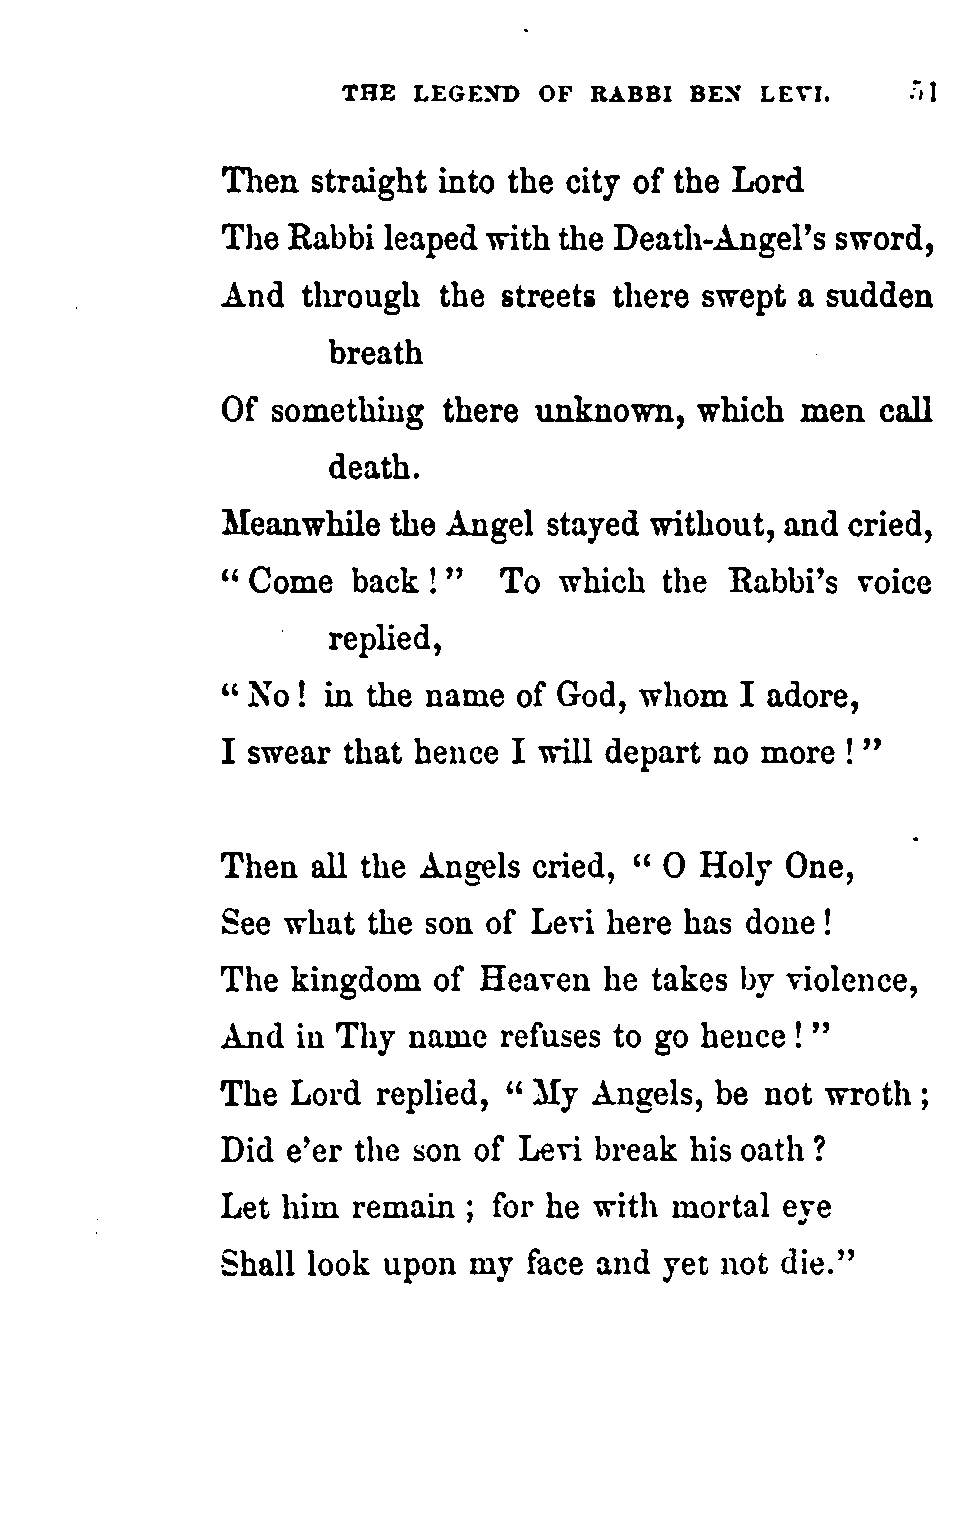 THE LEGEND OF RABBI BEN LEVI. 51
Then straight into the city of the Lord
The Rabbi leaped with the Death-Angel's sword,
And through the streets there swept a sudden
breath
Of something there unknown, which men call
death.
Meanwhile the Angel stayed without, and cried,
“ Come back ! ” To which the Rabbi's voice
replied,
“ No ! in the name of God, whom I adore,
I swear that hence I will depart no more ! ”
Then all the Angels cried, “ O Holy One,
See what the son of Levi here has done !
The kingdom of Heaven he takes by violence,
And in Thy name refuses to go hence ! ”
The Lord replied, “ My Angels, be not wroth ;
Did e'er the son of Levi break his oath ?
Let him remain ; for he with mortal eye
Shall look upon my face and yet not die.”